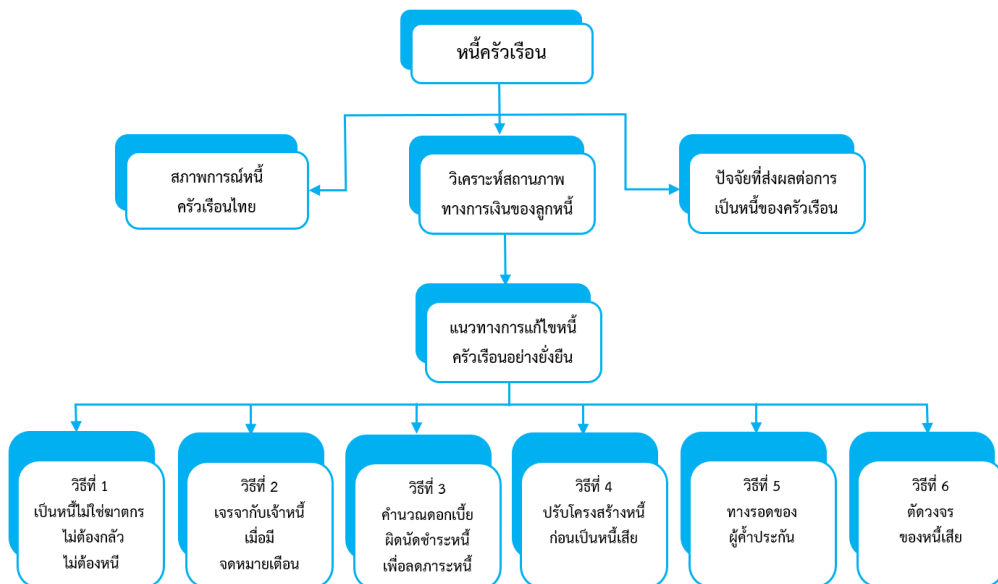 หนี้ครัวเรือน
สภาพการณ์หนี้
ครัวเรือนไทย
วิเคราะห์สถานภาพ
ทางการเงินของลูกหนี้
ปัจจัยที่ส่งผลต่อการ
เป็นหนี้ของครัวเรือน
แนวทางการแก้ไขหนี้
ครัวเรือนอย่างยั่งยืน
วิธีที่ 1
เป็นหนี้ไม่ใช่ฆาตกร
ไม่ต้องกลัว
ไม่ต้องหนี
วิธีที่ 2
เจรจากับเจ้าหนี้
เมื่อมี
จดหมายเตือน
วิธีที่ 3
คำนวณดอกเบี้ย
ผิดนัดชำระหนี้
เพื่อลดภาระหนี้
วิธีที่ 4
ปรับโครงสร้างหนี้
ก่อนเป็นหนี้เสีย
วิธีที่ 5
ทางรอดของ
ผู้ค้ำประกัน
วิธีที่ 6
ตัดวงจร
ของหนี้เสีย